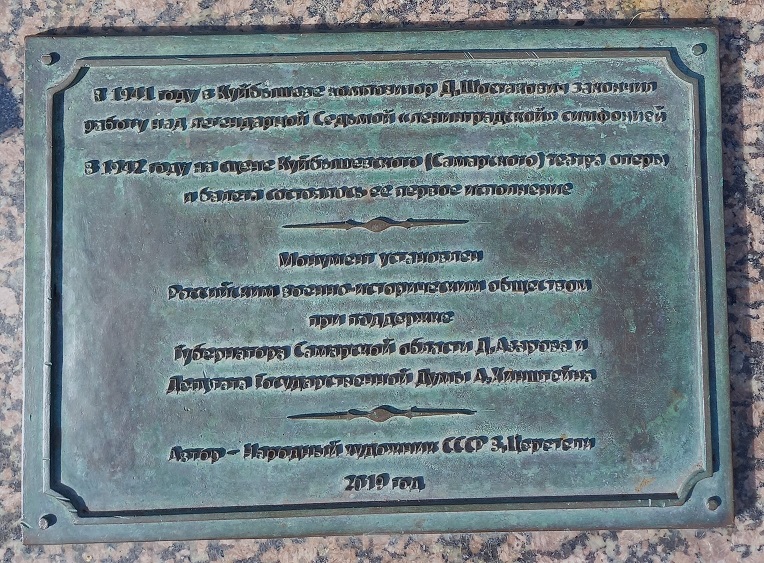 В 1941 году в Куйбышеве композитор Д.Шостакович закончил
работу над легендарной Седьмой «ленинградской» симфонией
В 1942 году на сцене Куйбышевского (Самарского) театра оперы
и балета состоялось ее первое исполнение
Монумент установлен
Российским военно-историческим обществом
при поддержке
Губернатора Самарской области Д.Азарова и
Депутата Государственной Думы А.Хинштейна
Автор – Народный художник СССР З.Церетели
2019 год